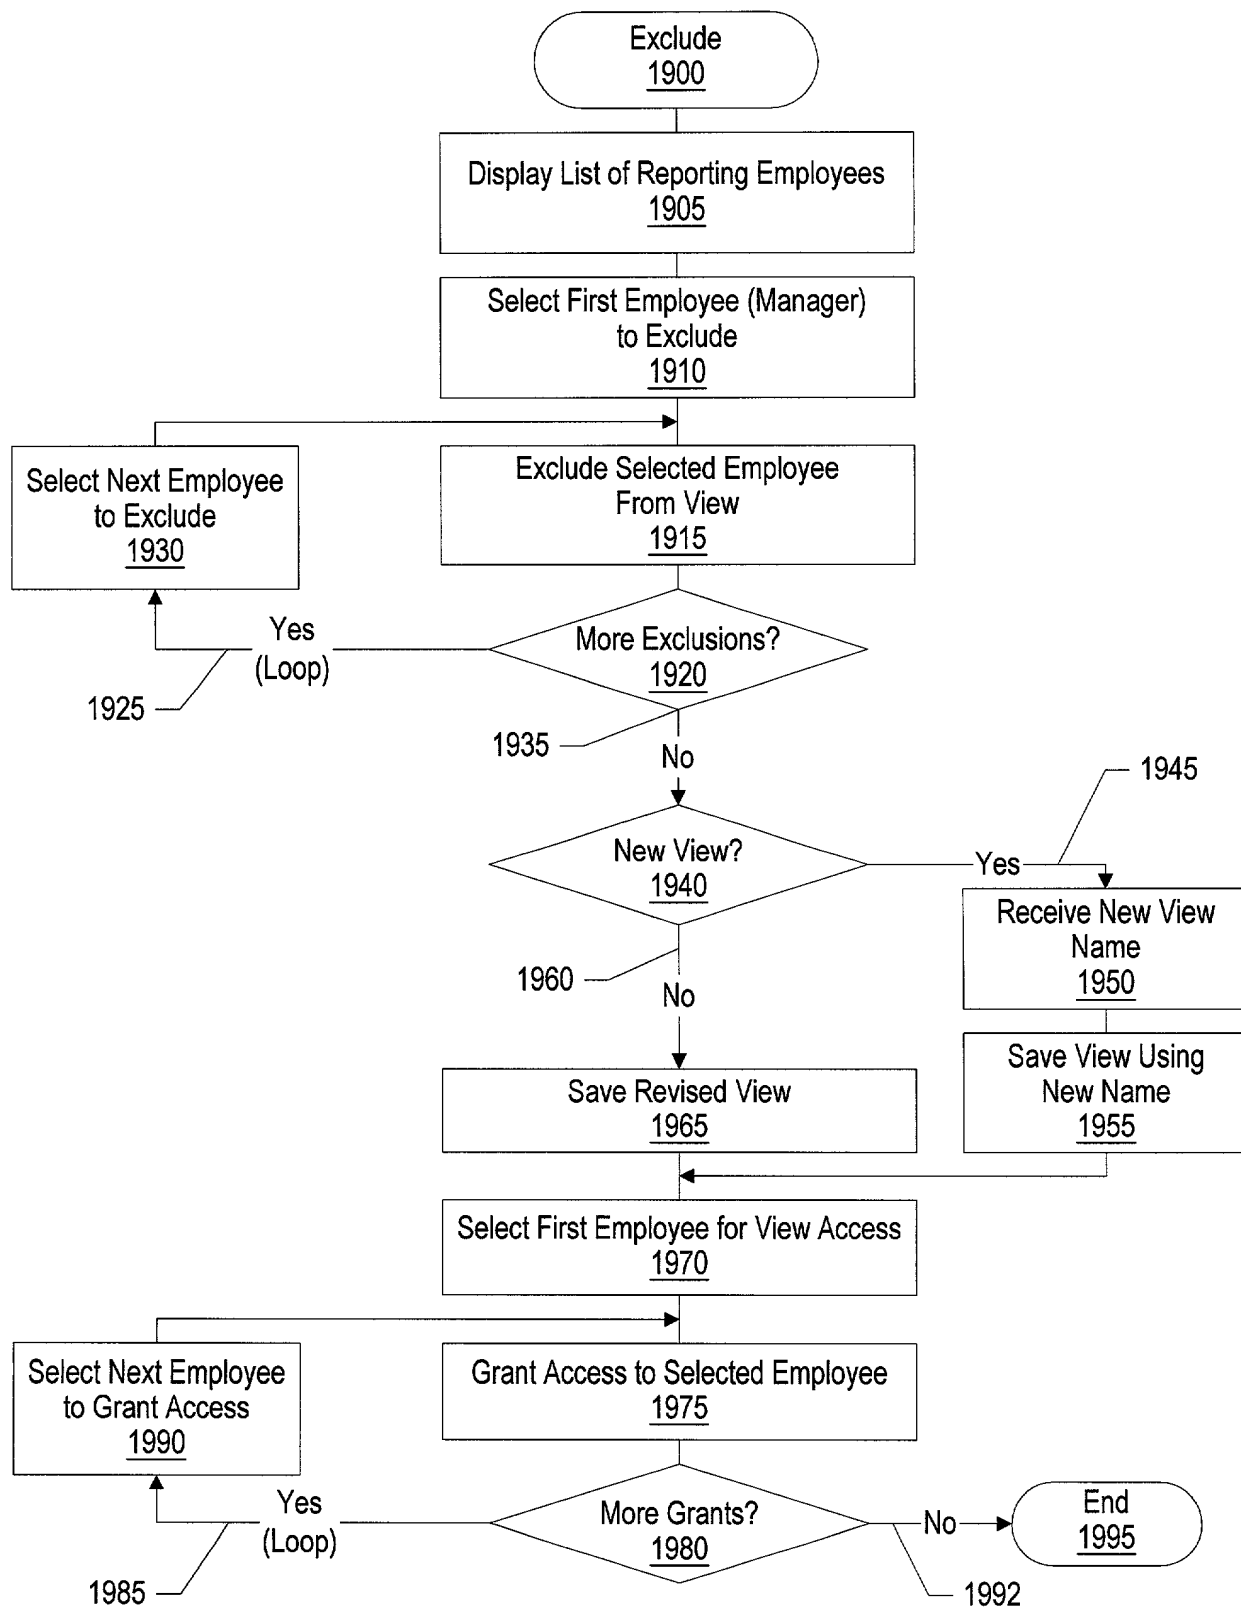 Exclude
1900
Display List of Reporting Employees
1905
Select First Employee (Manager)
to Exclude
1910
Select Next Employee
to Exclude
1930
Exclude Selected Employee
From View
1915
Yes
(Loop)
1925
More Exclusions?
1920
1935
No
1945
New View?
1940
Yes
Receive New View
Name
1950
1960
No
Save View Using
New Name
1955
Save Revised View
1965
Select First Employee for View Access
1970
Select Next Employee
to Grant Access
1990
Grant Access to Selected Employee
1975
Yes
(Loop)
1985
More Grants?
1980
No
1992
End
1995